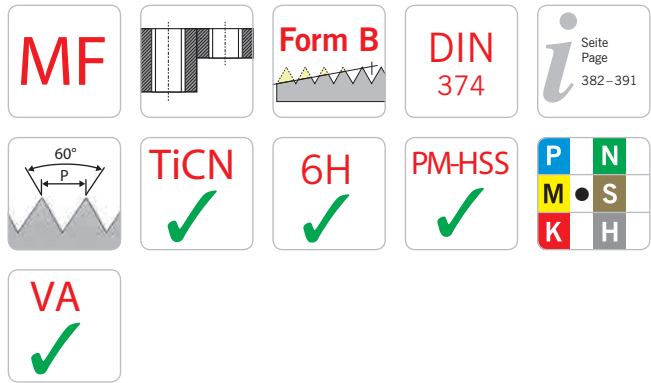 MF
Form B
DIN
374
Seite
Page
382–391
60°
P
TiCN
6H
PM-HSS
P N
M S
K H
VA